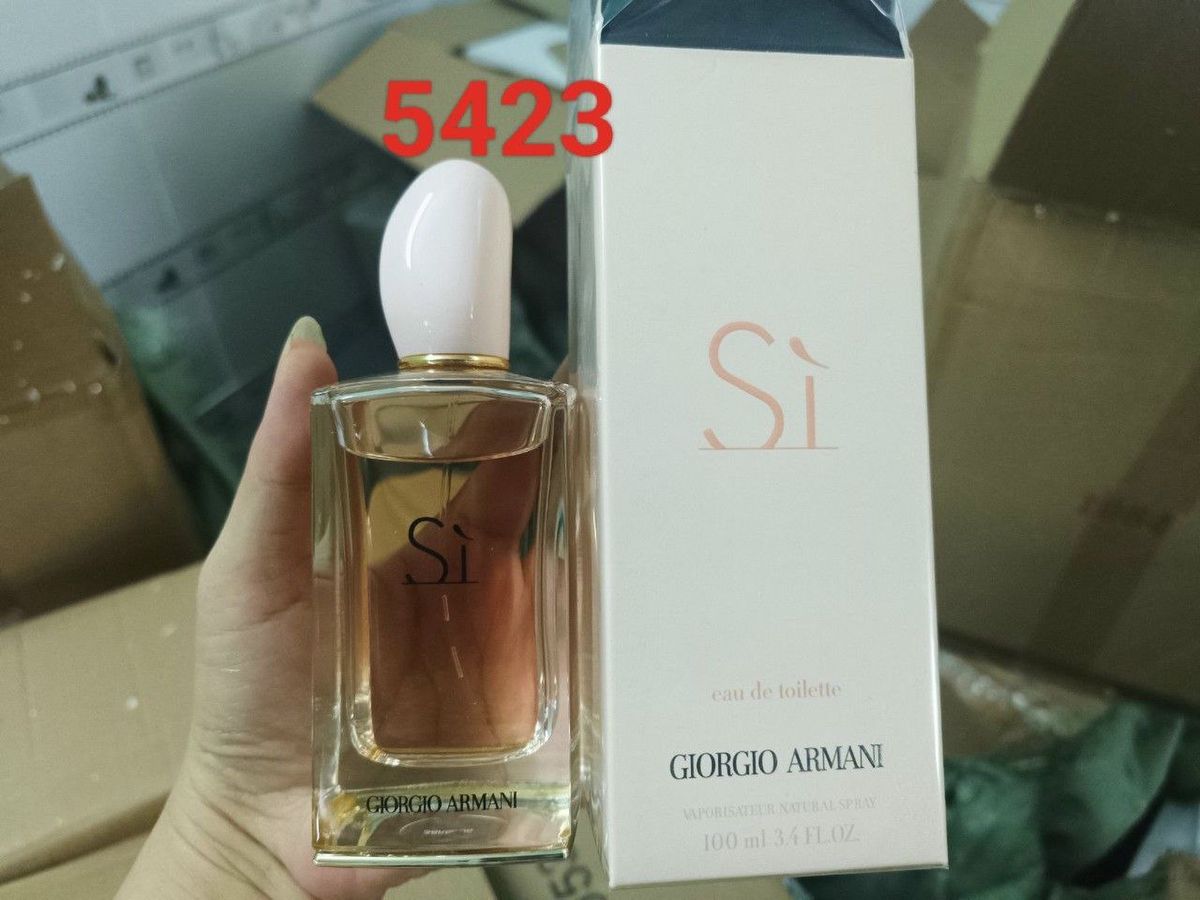 5423
Sì
eau de toilette
GIORGIO ARMANI
VAPORISATEUR NATURAL SPRAY
100 ml 3.4 FL.OZ.
Sì
GIORGIO ARMANI